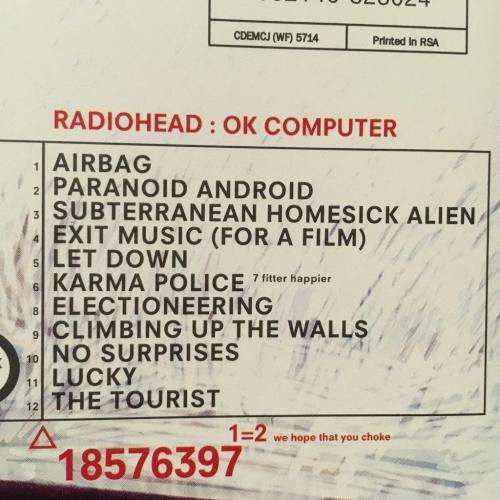 CDEMCJ (WF) 5714 Printed in RSA
RADIOHEAD : OK COMPUTER
1 AIRBAG
2 PARANOID ANDROID
3 SUBTERRANEAN HOMESICK ALIEN
4 EXIT MUSIC (FOR A FILM)
5 LET DOWN
6 KARMA POLICE 7 fitter happier
8 ELECTIONEERING
9 CLIMBING UP THE WALLS
10 NO SURPRISES
11 LUCKY
12 THE TOURIST
1=2 we hope that you choke
18576397